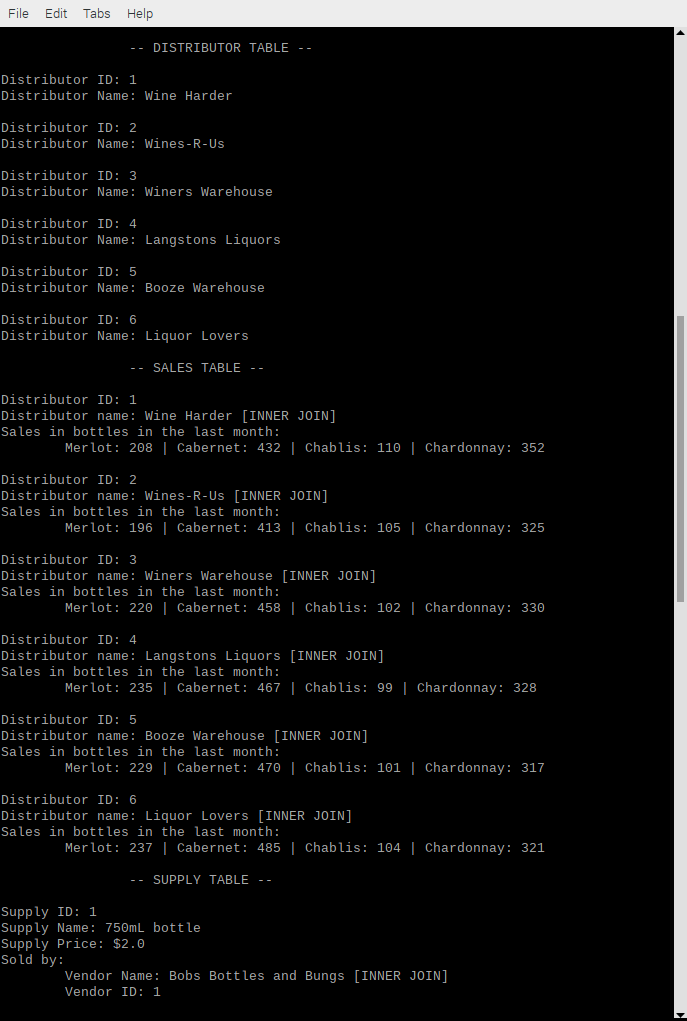 File Edit Tabs Help
-- DISTRIBUTOR TABLE --
Distributor ID: 1
Distributor Name: Wine Harder
Distributor ID: 2
Distributor Name: Wines-R-Us
Distributor ID: 3
Distributor Name: Winers Warehouse
Distributor ID: 4
Distributor Name: Langstons Liquors
Distributor ID: 5
Distributor Name: Booze Warehouse
Distributor ID: 6
Distributor Name: Liquor Lovers
-- SALES TABLE --
Distributor ID: 1
Distributor name: Wine Harder [INNER JOIN]
Sales in bottles in the last month:
Merlot: 208 | Cabernet: 432 | Chablis: 110 | Chardonnay: 352
Distributor ID: 2
Distributor name: Wines-R-Us [INNER JOIN]
Sales in bottles in the last month:
Merlot: 196 | Cabernet: 413 | Chablis: 105 | Chardonnay: 325
Distributor ID: 3
Distributor name: Winers Warehouse [INNER JOIN]
Sales in bottles in the last month:
Merlot: 220 | Cabernet: 458 | Chablis: 102 | Chardonnay: 330
Distributor ID: 4
Distributor name: Langstons Liquors [INNER JOIN]
Sales in bottles in the last month:
Merlot: 235 | Cabernet: 467 | Chablis: 99 | Chardonnay: 328
Distributor ID: 5
Distributor name: Booze Warehouse [INNER JOIN]
Sales in bottles in the last month:
Merlot: 229 | Cabernet: 470 | Chablis: 101 | Chardonnay: 317
Distributor ID: 6
Distributor name: Liquor Lovers [INNER JOIN]
Sales in bottles in the last month:
Merlot: 237 | Cabernet: 485 | Chablis: 104 | Chardonnay: 321
-- SUPPLY TABLE --
Supply ID: 1
Supply Name: 750mL bottle
Supply Price: $2.0
Sold by:
Vendor Name: Bobs Bottles and Bungs [INNER JOIN]
Vendor ID: 1